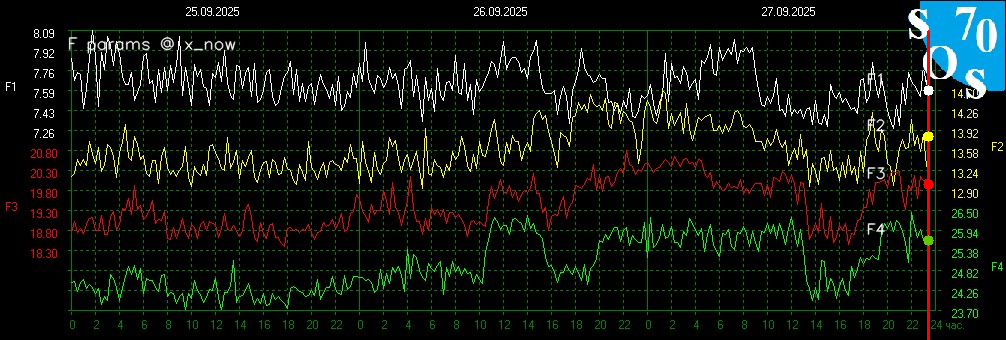 25.09.2025 26.09.2025 27.09.2025
SOS70
F params @ x_now
F1
8.09
7.92
7.76
7.59
7.43
7.26
F3
20.80
20.30
19.80
19.30
18.80
18.30
F1
F2
F3
F4
14.26
13.92
13.58
13.24
12.90
F2
26.50
25.94
25.38
24.82
24.26
23.70
F4
0 2 4 6 8 10 12 14 16 18 20 22 0 2 4 6 8 10 12 14 16 18 20 22 0 2 4 6 8 10 12 14 16 18 20 22 24 час.